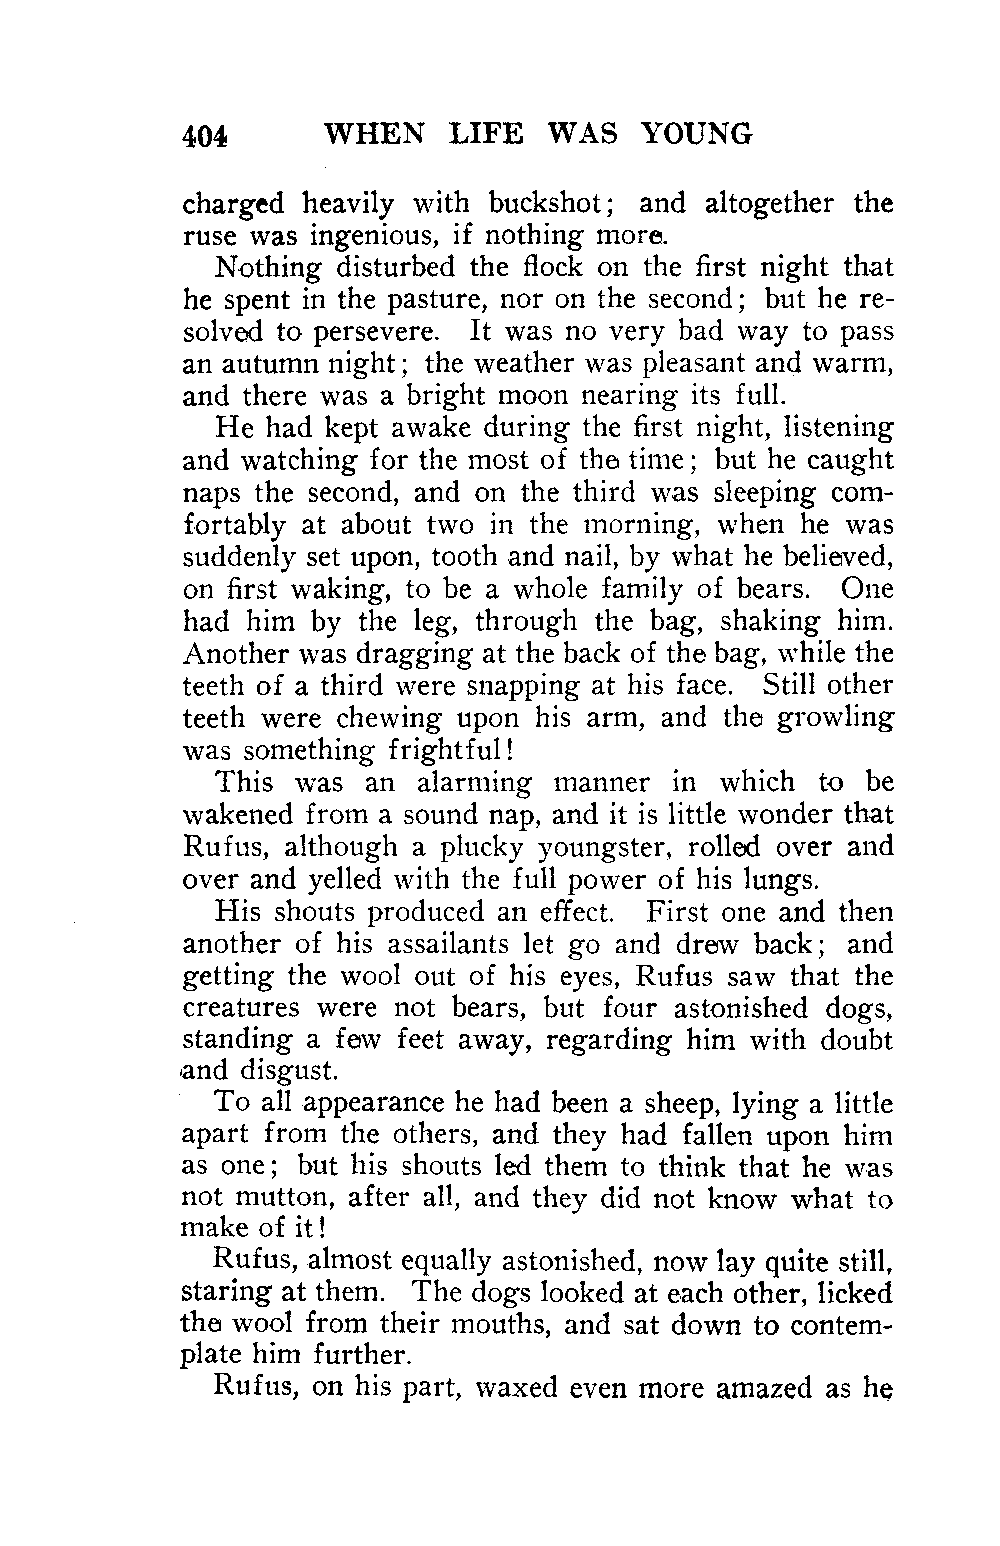 404 WHEN LIFE WAS YOUNG
charged heavily with buckshot; and altogether the
ruse was ingenious, if nothing more.
Nothing disturbed the flock on the first night that
he spent in the pasture, nor on the second; but he re-
solved to persevere. It was no very bad way to pass
an autumn night; the weather was pleasant and warm,
and there was a bright moon nearing its full.
He had kept awake during the first night, listening
and watching for the most of the time; but he caught
naps the second, and on the third was sleeping com-
fortably at about two in the morning, when he was
suddenly set upon, tooth and nail, by what he believed,
on first waking, to be a whole family of bears. One
had him by the leg, through the bag, shaking him.
Another was dragging at the back of the bag, while the
teeth of a third were snapping at his face. Still other
teeth were chewing upon his arm, and the growling
was something frightful!
This was an alarming manner in which to be
wakened from a sound nap, and it is little wonder that
Rufus, although a plucky youngster, rolled over and
over and yelled with the full power of his lungs.
His shouts produced an effect. First one and then
another of his assailants let go and drew back; and
getting the wool out of his eyes, Rufus saw that the
creatures were not bears, but four astonished dogs,
standing a few feet away, regarding him with doubt
and disgust.
To all appearance he had been a sheep, lying a little
apart from the others, and they had fallen upon him
as one; but his shouts led them to think that he was
not mutton, after all, and they did not know what to
make of it!
Rufus, almost equally astonished, now lay quite still,
staring at them. The dogs looked at each other, licked
the wool from their mouths, and sat down to contem-
plate him further.
Rufus, on his part, waxed even more amazed as he